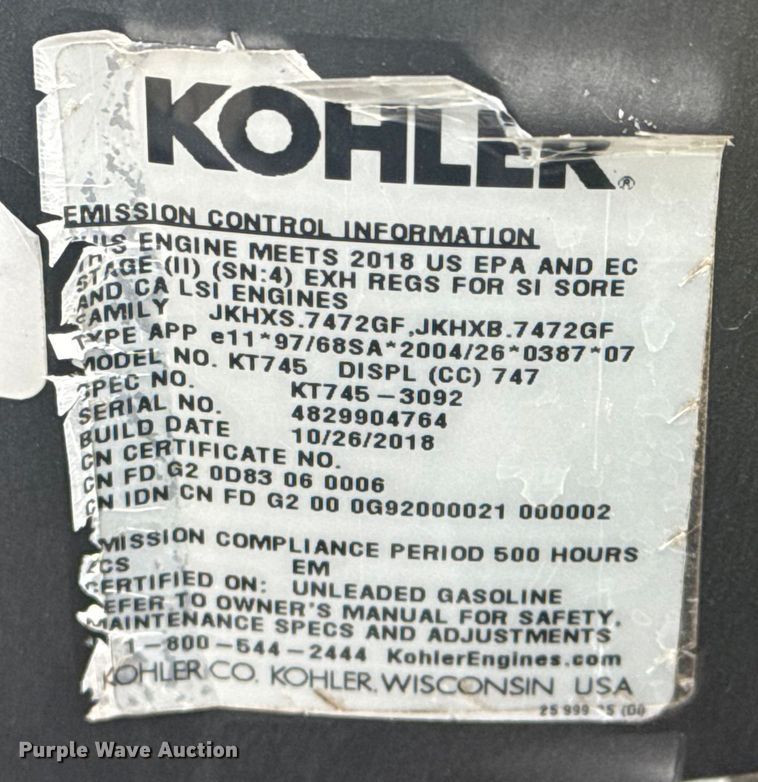 KOHLER®
EMISSION CONTROL INFORMATION
THIS ENGINE MEETS 2018 US EPA AND EC
STAGE (II) (SN:4) EXH REGS FOR SI SORE
AND CA LSI ENGINES
FAMILY JKHXS.7472GF,JKHXB.7472GF
TYPE APP e11*97/68SA*2004/26*0387*07
MODEL NO. KT745 DISPL (CC) 747
SPEC NO. KT745-3092
SERIAL NO. 4829904764
BUILD DATE 10/26/2018
CN CERTIFICATE NO.
CN FD G2 0D83 06 0006
CN IDN CN FD G2 00 0G92000021 000002
EMISSION COMPLIANCE PERIOD 500 HOURS
ECS EM
CERTIFIED ON: UNLEADED GASOLINE
REFER TO OWNER'S MANUAL FOR SAFETY,
MAINTENANCE SPECS AND ADJUSTMENTS
1-800-544-2444 KohlerEngines.com
KOHLER CO. KOHLER, WISCONSIN USA
25 999
Purple Wave Auction